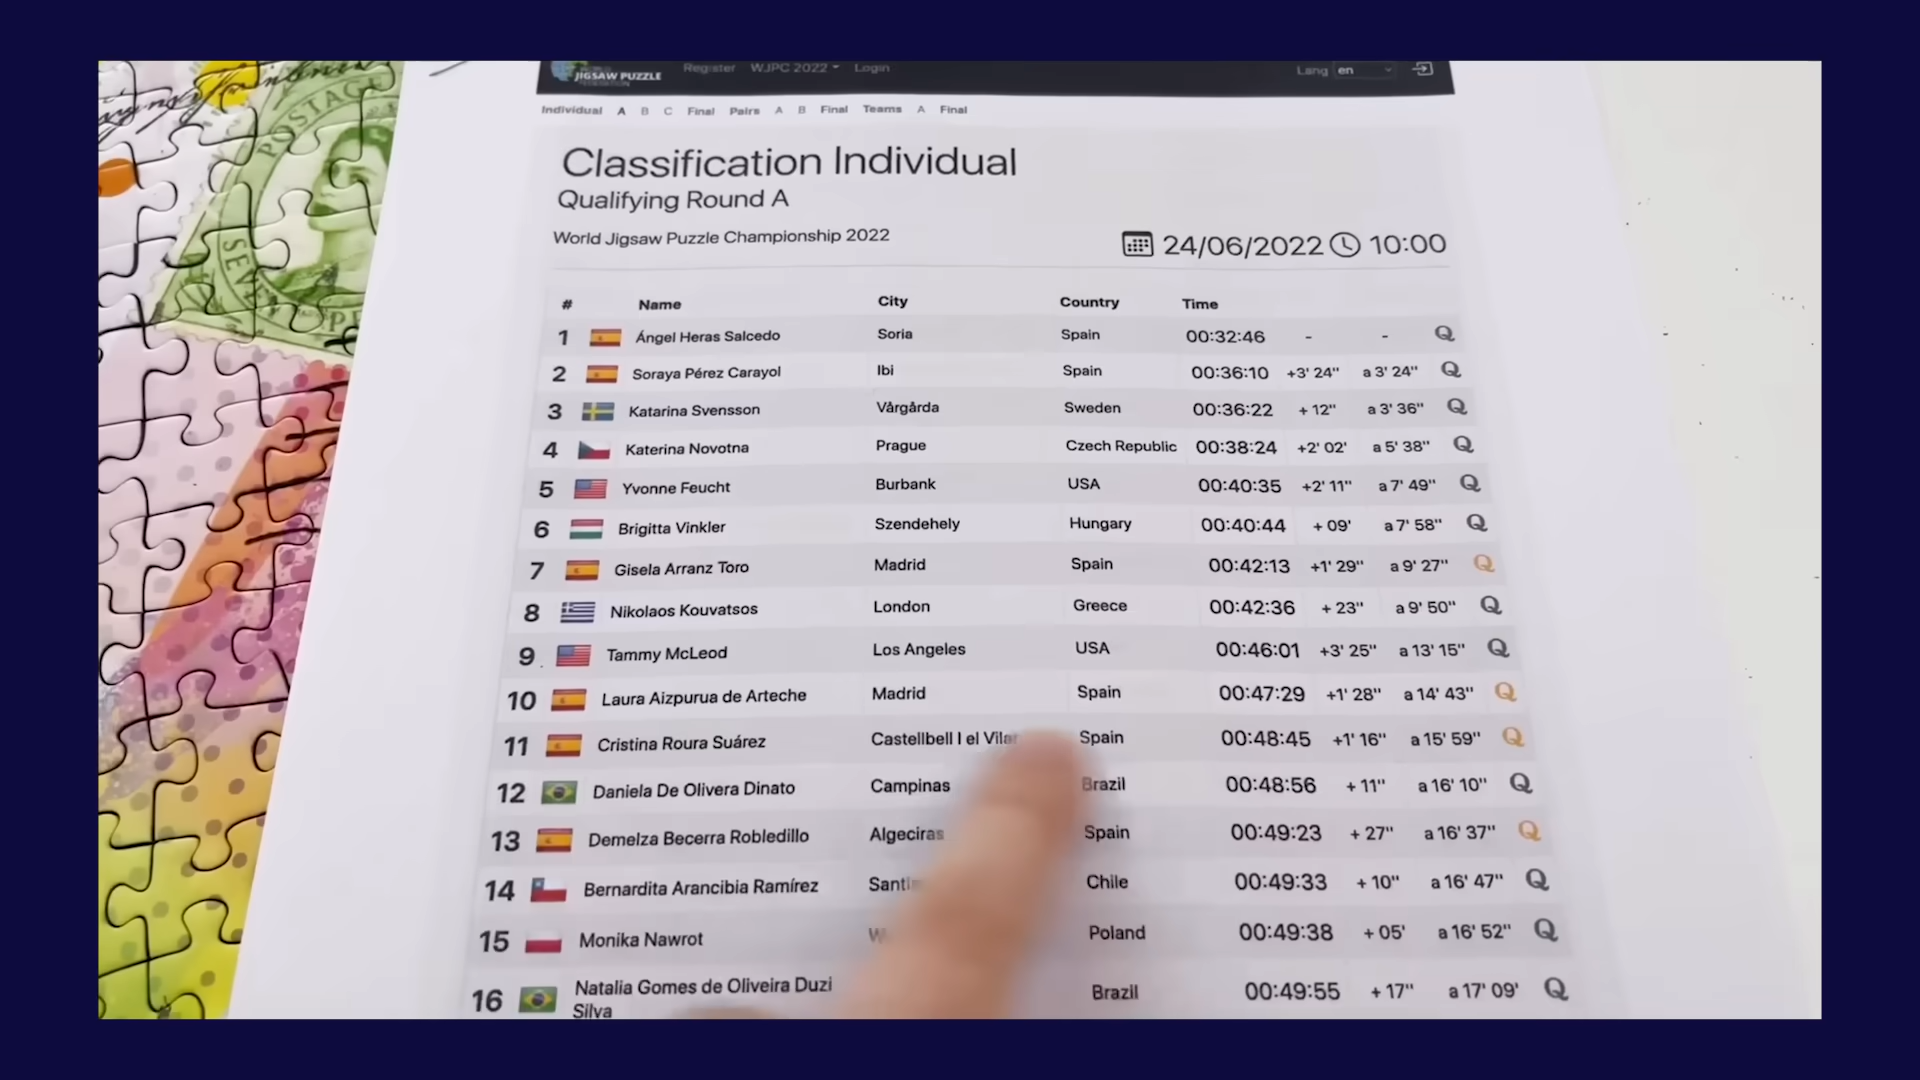 JIGSAW PUZZLE Register WJPC 2022 Login Lang en
Individual A B C Final Pairs A B Final Teams A Final
Classification Individual
Qualifying Round A
World Jigsaw Puzzle Championship 2022
24/06/2022 10:00
# Name City Country Time
1 Ángel Heras Salcedo Soria Spain 00:32:46 - - Q
2 Soraya Pérez Carayol Ibi Spain 00:36:10 +3' 24" a 3' 24" Q
3 Katarina Svensson Vårgårda Sweden 00:36:22 + 12" a 3' 36" Q
4 Katerina Novotna Prague Czech Republic 00:38:24 +2' 02' a 5' 38" Q
5 Yvonne Feucht Burbank USA 00:40:35 +2' 11" a 7' 49" Q
6 Brigitta Vinkler Szendehely Hungary 00:40:44 + 09' a 7' 58" Q
7 Gisela Arranz Toro Madrid Spain 00:42:13 +1' 29" a 9' 27" Q
8 Nikolaos Kouvatsos London Greece 00:42:36 + 23" a 9' 50" Q
9 Tammy McLeod Los Angeles USA 00:46:01 +3' 25" a 13' 15" Q
10 Laura Aizpurua de Arteche Madrid Spain 00:47:29 +1' 28" a 14' 43" Q
11 Cristina Roura Suárez Castellbell I el Vilar Spain 00:48:45 +1' 16" a 15' 59" Q
12 Daniela De Olivera Dinato Campinas Brazil 00:48:56 + 11" a 16' 10" Q
13 Demelza Becerra Robledillo Algeciras Spain 00:49:23 + 27" a 16' 37" Q
14 Bernardita Arancibia Ramírez Chile 00:49:33 + 10" a 16' 47" Q
15 Monika Nawrot Poland 00:49:38 + 05' a 16' 52" Q
16 Natalia Gomes de Oliveira Duzi Brazil 00:49:55 + 17" a 17' 09' Q
Silva
POSTAG
SEV